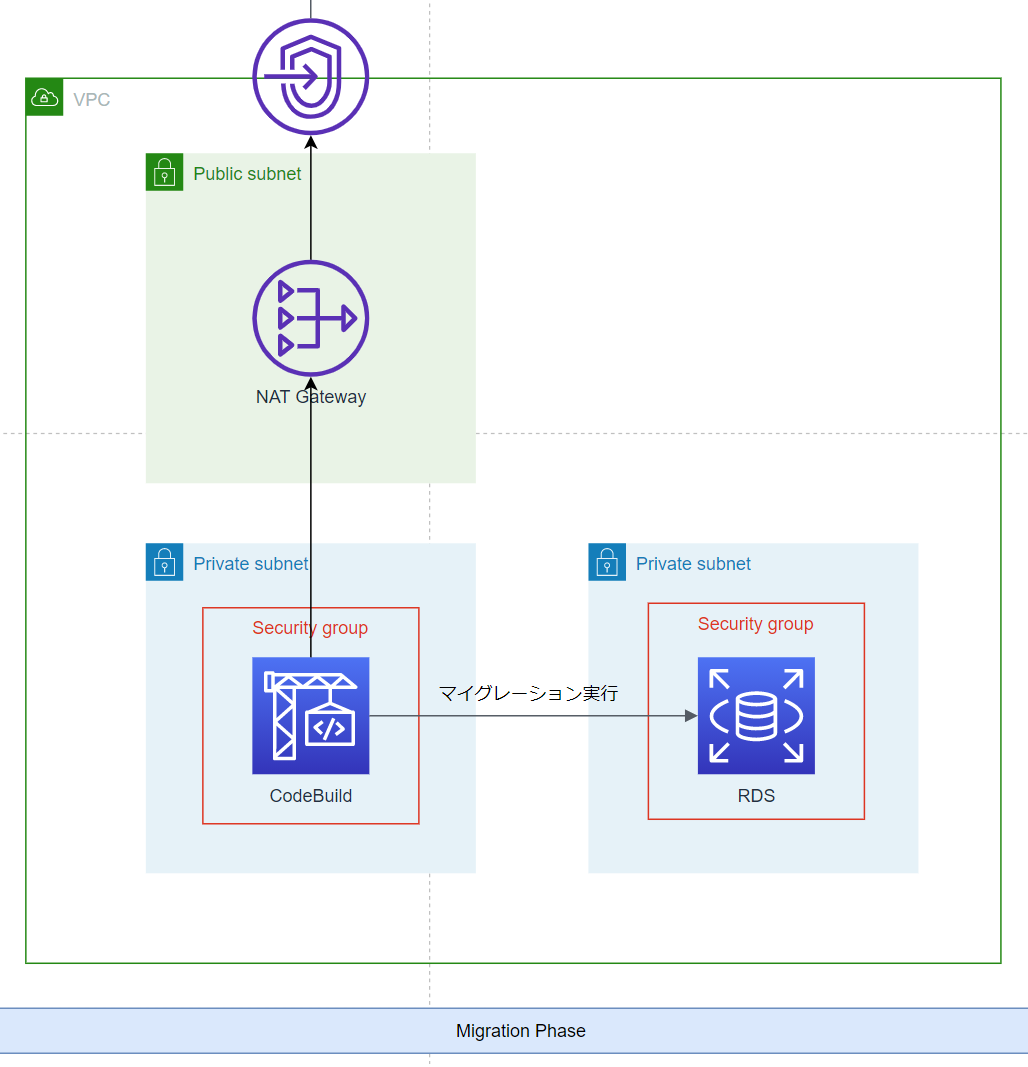 VPC
Public subnet
NAT Gateway
Private subnet
Private subnet
Security group
Security group
マイグレーション実行
</>
CodeBuild
RDS
Migration Phase